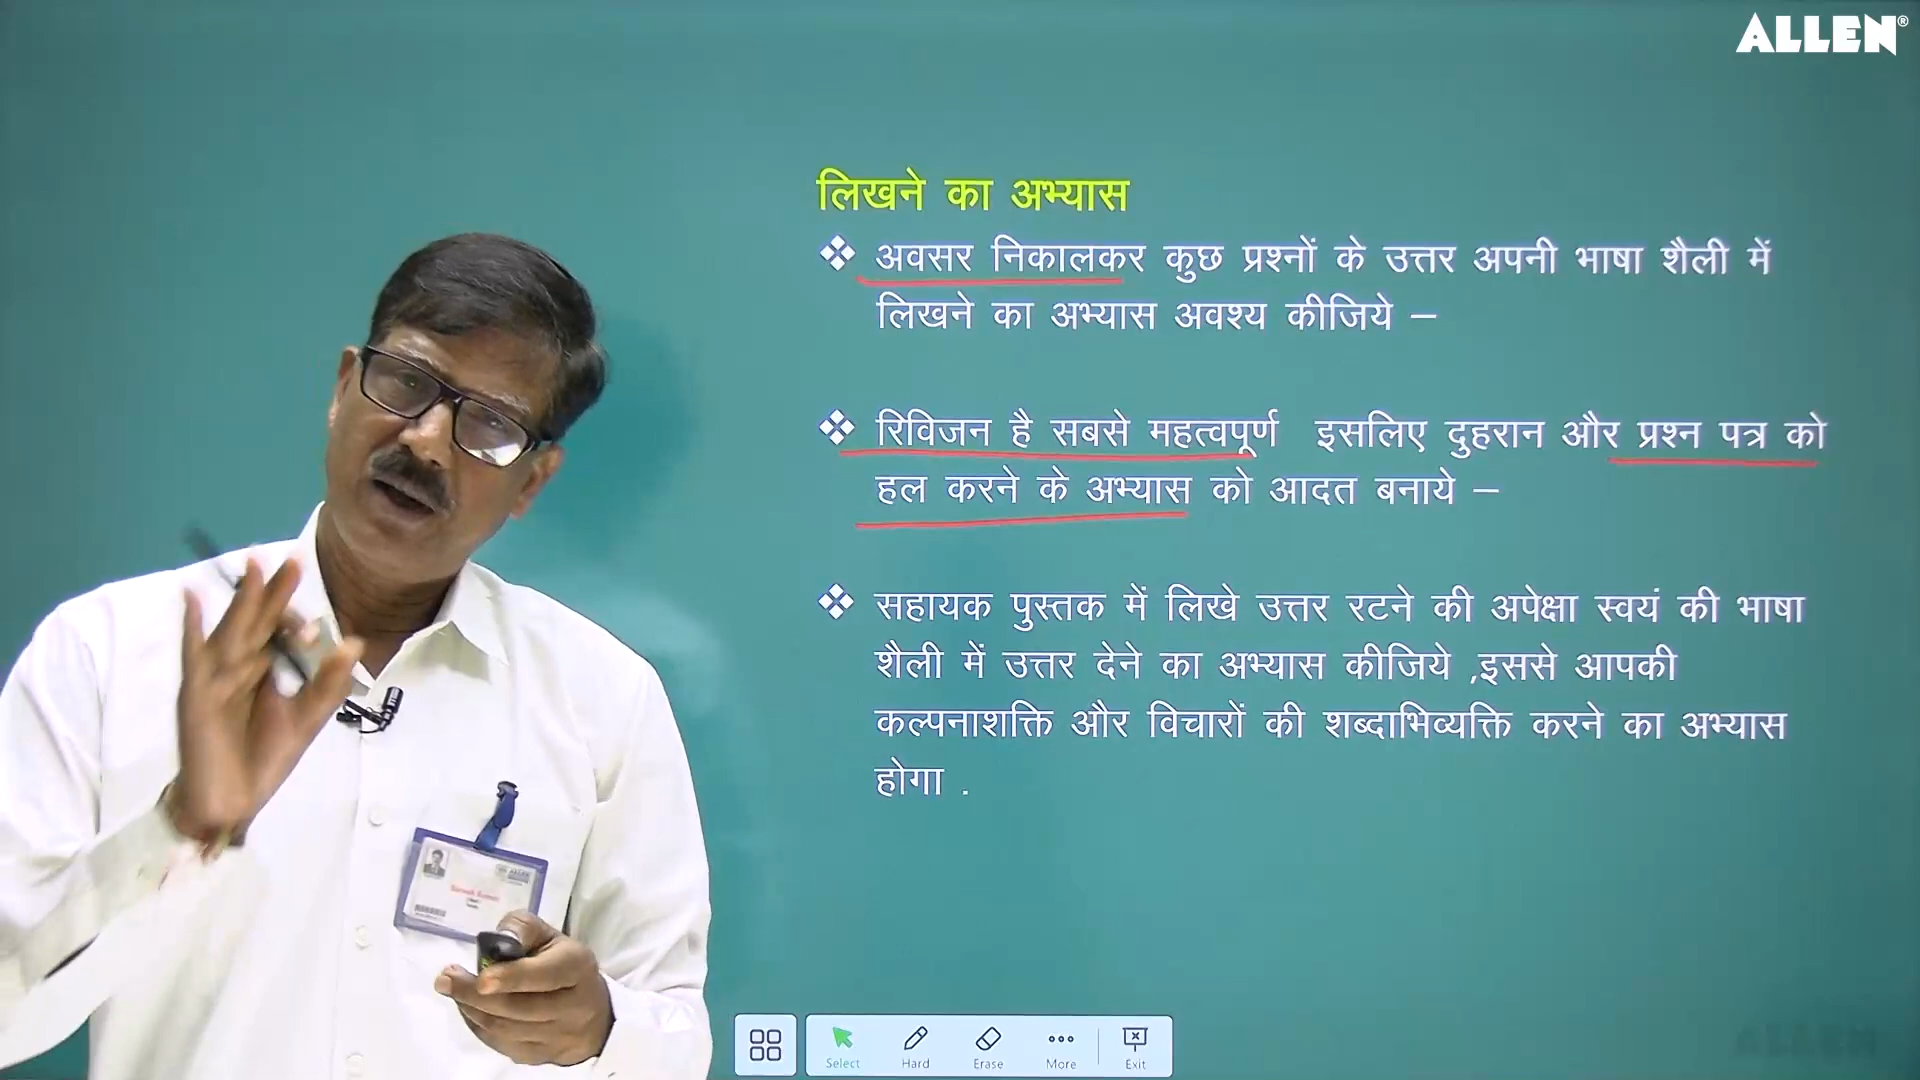 ALLEN®
लिखने का अभ्यास
❖ अवसर निकालकर कुछ प्रश्नों के उत्तर अपनी भाषा शैली में
लिखने का अभ्यास अवश्य कीजिये –
❖ रिविजन है सबसे महत्वपूर्ण इसलिए दुहरान और प्रश्न पत्र को
हल करने के अभ्यास को आदत बनाये –
❖ सहायक पुस्तक में लिखे उत्तर रटने की अपेक्षा स्वयं की भाषा
शैली में उत्तर देने का अभ्यास कीजिये ,इससे आपकी
कल्पनाशक्ति और विचारों की शब्दाभिव्यक्ति करने का अभ्यास
होगा .
ALLEN
Select Hard Erase More Exit
ALLEN